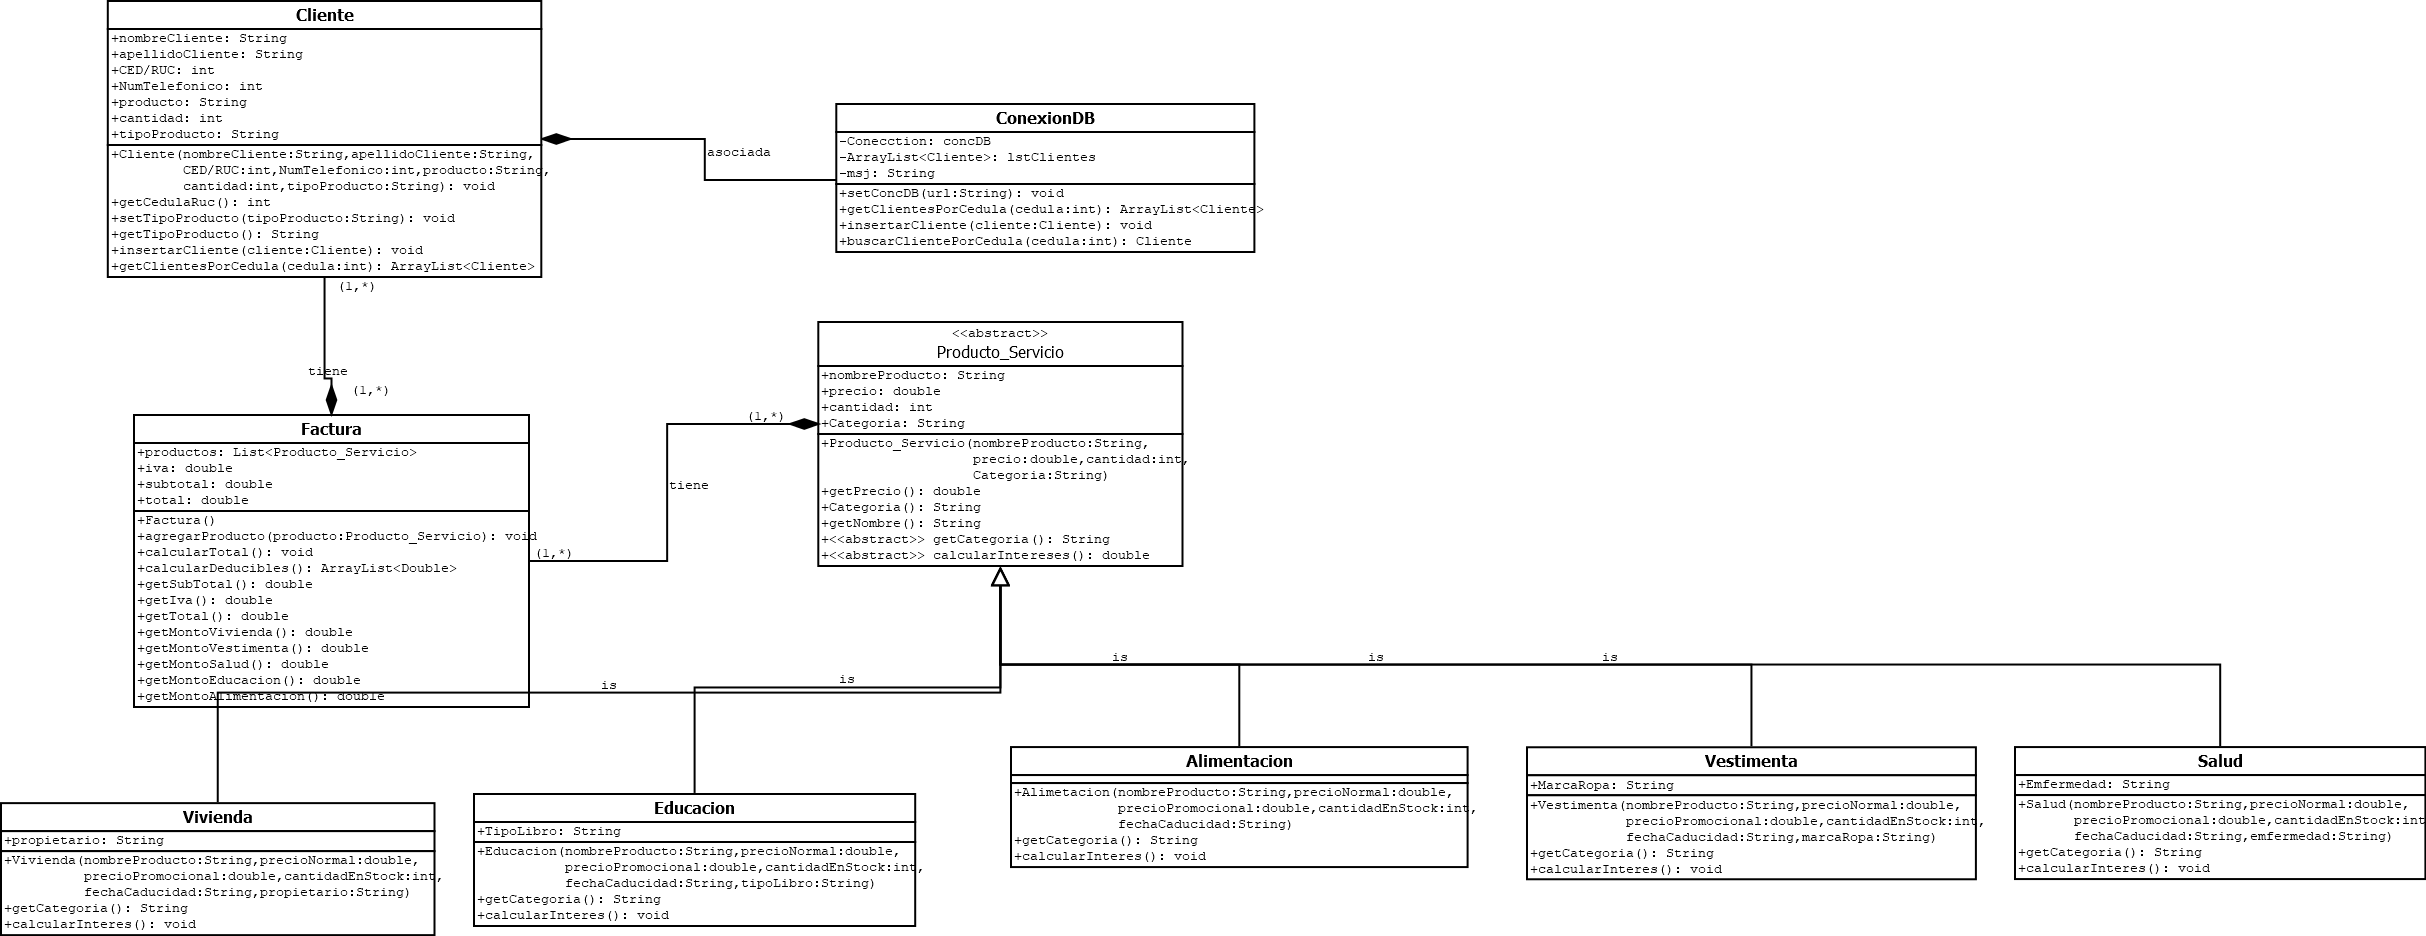 Cliente
+nombreCliente: String
+apellidoCliente: String
+CED/RUC: int
+NumTelefonico: int
+producto: String
+cantidad: int
+tipoProducto: String
+Cliente(nombreCliente:String,apellidoCliente:String,
CED/RUC:int,NumTelefonico:int,producto:String,
cantidad:int,tipoProducto:String): void
+getCedulaRuc(): int
+setTipoProducto(tipoProducto:String): void
+getTipoProducto(): String
+insertarCliente(cliente:Cliente): void
+getClientesPorCedula(cedula:int): ArrayList<Cliente>
asociada
ConexionDB
-Conecction: concDB
-ArrayList<Cliente>: lstClientes
-msj: String
+setConcDB(url:String): void
+getClientesPorCedula(cedula:int): ArrayList<Cliente>
+insertarCliente(cliente:Cliente): void
+buscarClientePorCedula(cedula:int): Cliente
(1,*)
tiene
(1,*)
Factura
+productos: List<Producto_Servicio>
+iva: double
+subtotal: double
+total: double
+Factura()
+agregarProducto(producto:Producto_Servicio): void
+calcularTotal(): void
+calcularDeducibles(): ArrayList<Double>
+getSubTotal(): double
+getIva(): double
+getTotal(): double
+getMontoVivienda(): double
+getMontoVestimenta(): double
+getMontoSalud(): double
+getMontoEducacion(): double
+getMontoAlimentacion(): double
(1,*)
tiene
(1,*)
<<abstract>>
Producto_Servicio
+nombreProducto: String
+precio: double
+cantidad: int
+Categoria: String
+Producto_Servicio(nombreProducto:String,
precio:double,cantidad:int,
Categoria:String)
+getPrecio(): double
+Categoria(): String
+getNombre(): String
+<<abstract>> getCategoria(): String
+<<abstract>> calcularIntereses(): double
is
is
is
is
is
Vivienda
+propietario: String
+Vivienda(nombreProducto:String,precioNormal:double,
precioPromocional:double,cantidadEnStock:int,
fechaCaducidad:String,propietario:String)
+getCategoria(): String
+calcularInteres(): void
Educacion
+TipoLibro: String
+Educacion(nombreProducto:String,precioNormal:double,
precioPromocional:double,cantidadEnStock:int,
fechaCaducidad:String,tipoLibro:String)
+getCategoria(): String
+calcularInteres(): void
Alimentacion
+Alimetacion(nombreProducto:String,precioNormal:double,
precioPromocional:double,cantidadEnStock:int,
fechaCaducidad:String)
+getCategoria(): String
+calcularInteres(): void
Vestimenta
+MarcaRopa: String
+Vestimenta(nombreProducto:String,precioNormal:double,
precioPromocional:double,cantidadEnStock:int,
fechaCaducidad:String,marcaRopa:String)
+getCategoria(): String
+calcularInteres(): void
Salud
+Emfermedad: String
+Salud(nombreProducto:String,precioNormal:double,
precioPromocional:double,cantidadEnStock:int
fechaCaducidad:String,emfermedad:String)
+getCategoria(): String
+calcularInteres(): void